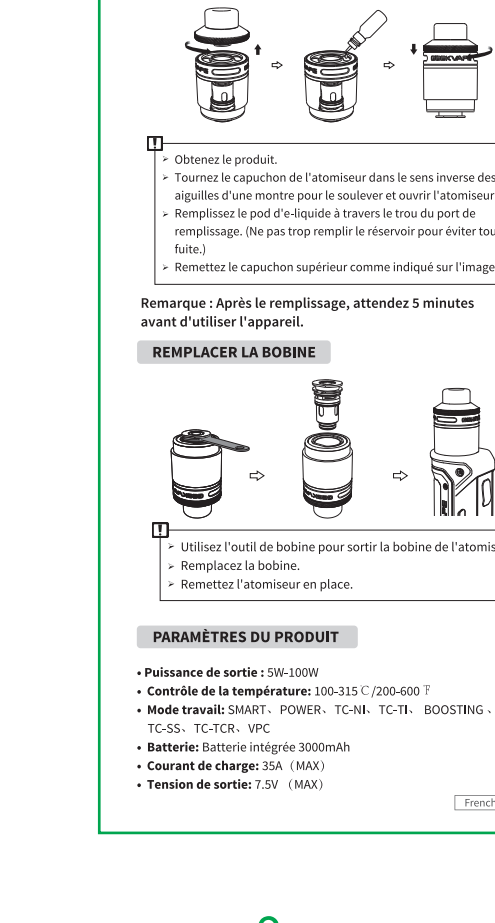 Obtenez le produit.
Tournez le capuchon de l'atomiseur dans le sens inverse des
aiguilles d'une montre pour le soulever et ouvrir l'atomiseur
Remplissez le pod d'e-liquide à travers le trou du port de
remplissage. (Ne pas trop remplir le réservoir pour éviter
fuite.)
Remettez le capuchon supérieur comme indiqué sur l'image
Remarque : Après le remplissage, attendez 5 minutes
avant d'utiliser l'appareil.
REMPLACER LA BOBINE
Utilisez l'outil de bobine pour sortir la bobine de
Remplacez la bobine.
Remettez l'atomiseur en place.
PARAMÈTRES DU PRODUIT
• Puissance de sortie : 5W-100W
• Contrôle de la température: 100-315℃/200-600℉
• Mode travail: SMART、POWER、TC-NI、TC-TI、BOOSTING、
TC-SS、TC-TCR、VPC
• Batterie: Batterie intégrée 3000mAh
• Courant de charge: 35A（MAX）
• Tension de sortie: 7.5V （MAX）
French